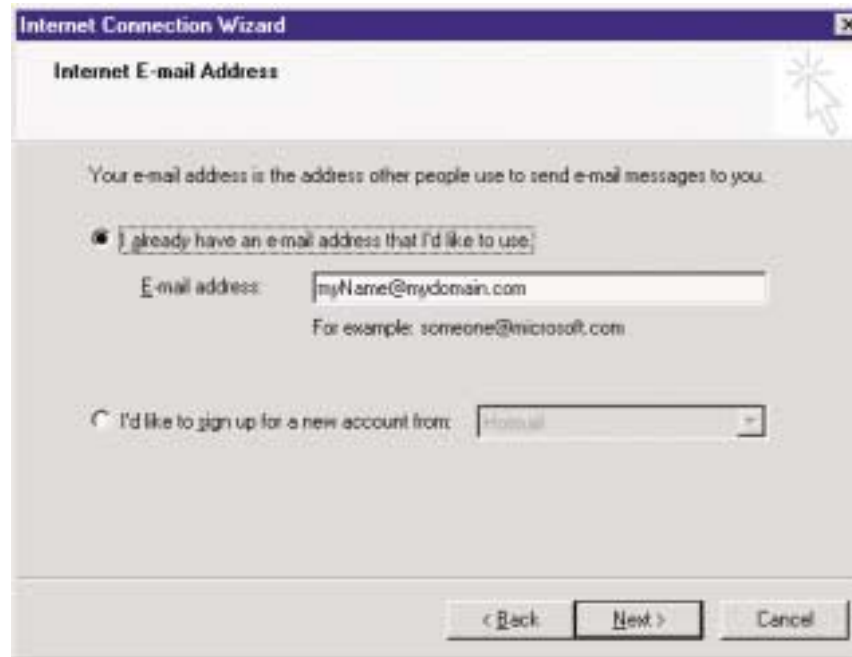 Internet Connection Wizard
Internet E-mail Address
Your e-mail address is the address other people use to send e-mail messages to you.
I already have an e-mail address that I'd like to use.
E-mail address:
myName@mydomain.com
For example: someone@microsoft.com
I'd like to sign up for a new account from:
Hotmail
< Back
Next >
Cancel